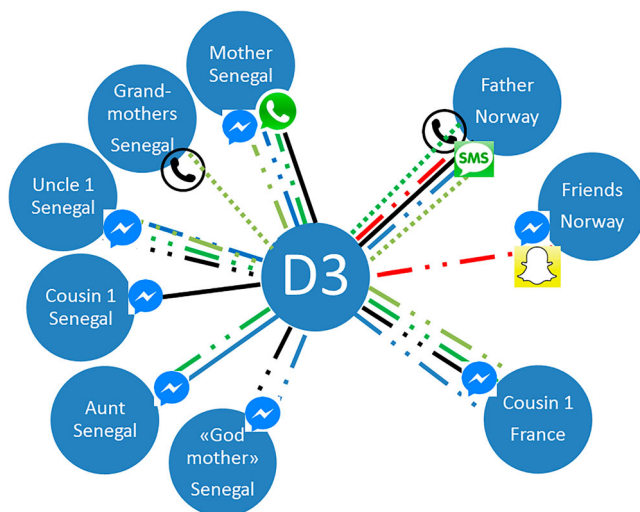 Mother
Senegal
Grand-
mothers
Senegal
Father
Norway
SMS
Uncle 1
Senegal
Friends
Norway
D3
Cousin 1
Senegal
Aunt
Senegal
«God
mother»
Senegal
Cousin 1
France